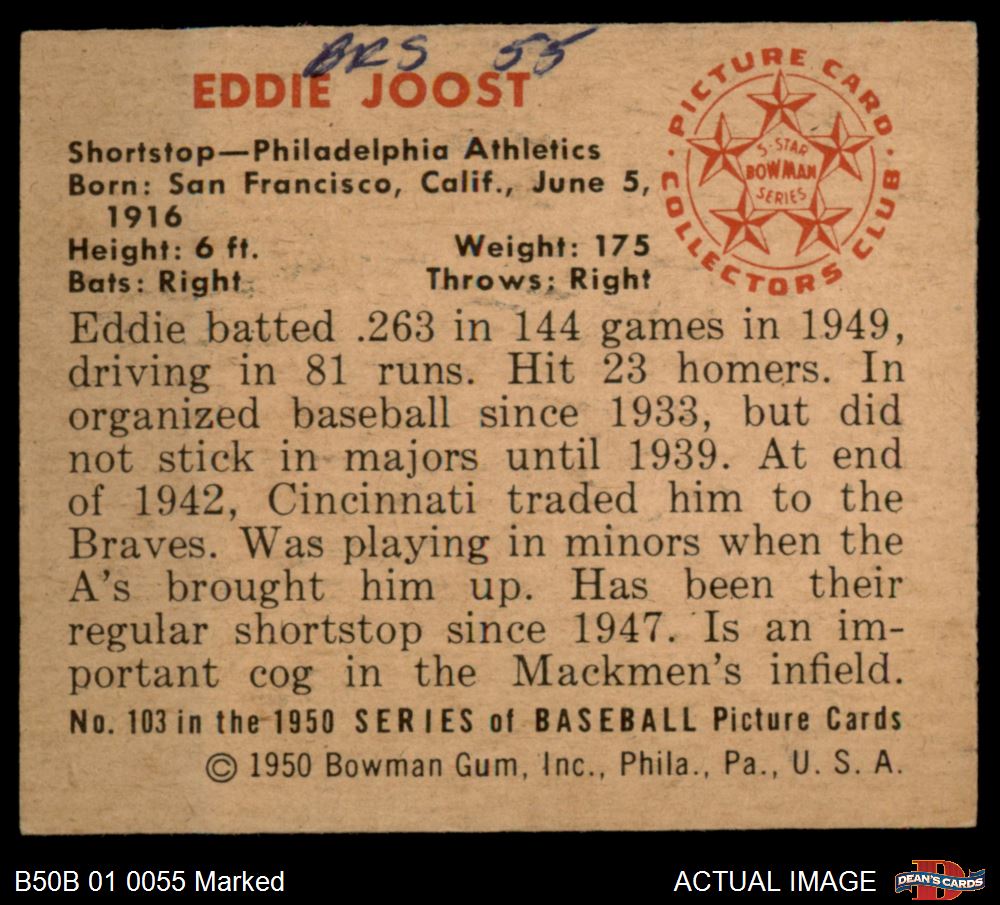 BRS 55
EDDIE JOOST
PICTURE CARD
COLLECTORS CLUB
5-STAR
BOWMAN
SERIES
Shortstop—Philadelphia Athletics
Born: San Francisco, Calif., June 5,
1916
Height: 6 ft. Weight: 175
Bats: Right Throws: Right
Eddie batted .263 in 144 games in 1949,
driving in 81 runs. Hit 23 homers. In
organized baseball since 1933, but did
not stick in majors until 1939. At end
of 1942, Cincinnati traded him to the
Braves. Was playing in minors when the
A's brought him up. Has been their
regular shortstop since 1947. Is an im-
portant cog in the Mackmen's infield.
No. 103 in the 1950 SERIES of BASEBALL Picture Cards
© 1950 Bowman Gum, Inc., Phila., Pa., U. S. A.
B50B 01 0055 Marked
ACTUAL IMAGE
DEAN'S CARDS